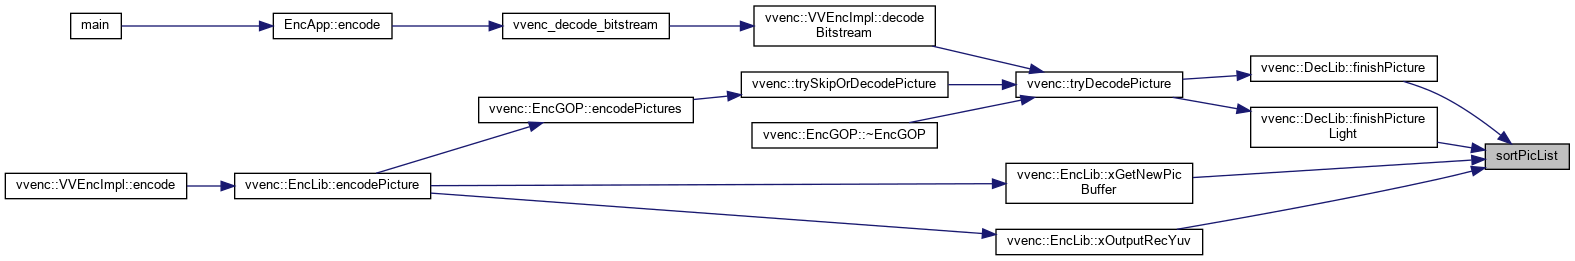 main
EncApp::encode
vvenc_decode_bitstream
vvenc::VVEncImpl::decode
Bitstream
vvenc::DecLib::finishPicture
vvenc::trySkipOrDecodePicture
vvenc::tryDecodePicture
vvenc::EncGOP::encodePictures
vvenc::DecLib::finishPicture
Light
vvenc::EncGOP::~EncGOP
sortPicList
vvenc::VVEncImpl::encode
vvenc::EncLib::encodePicture
vvenc::EncLib::xGetNewPic
Buffer
vvenc::EncLib::xOutputRecYuv